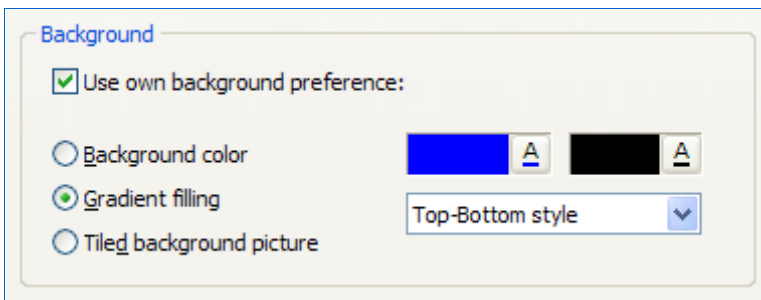 Background
Use own background preference:
Background color A A
Gradient filling
Top-Bottom style
Tiled background picture